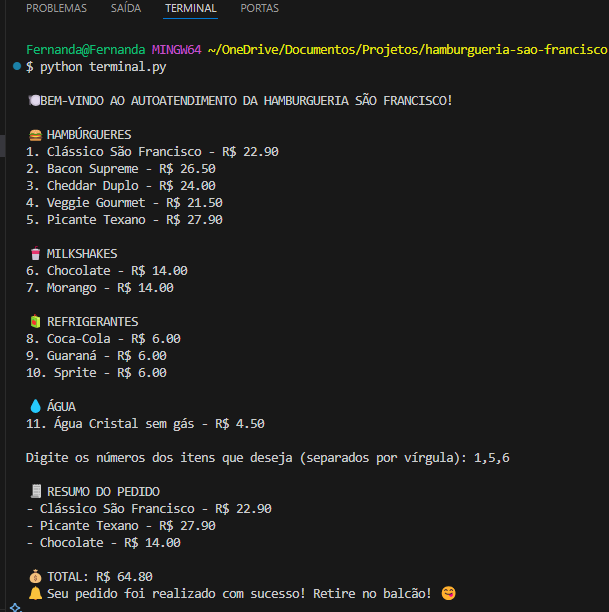 PROBLEMAS SAÍDA TERMINAL PORTAS
Fernanda@Fernanda MINGW64 ~/OneDrive/Documentos/Projetos/hamburgueria-sao-francisco
$ python terminal.py
🍽️BEM-VINDO AO AUTOATENDIMENTO DA HAMBURGUERIA SÃO FRANCISCO!
🍔 HAMBÚRGUERES
1. Clássico São Francisco - R$ 22.90
2. Bacon Supreme - R$ 26.50
3. Cheddar Duplo - R$ 24.00
4. Veggie Gourmet - R$ 21.50
5. Picante Texano - R$ 27.90
🥤 MILKSHAKES
6. Chocolate - R$ 14.00
7. Morango - R$ 14.00
🧃 REFRIGERANTES
8. Coca-Cola - R$ 6.00
9. Guaraná - R$ 6.00
10. Sprite - R$ 6.00
💧 ÁGUA
11. Água Cristal sem gás - R$ 4.50
Digite os números dos itens que deseja (separados por vírgula): 1,5,6
🧾 RESUMO DO PEDIDO
- Clássico São Francisco - R$ 22.90
- Picante Texano - R$ 27.90
- Chocolate - R$ 14.00
💰 TOTAL: R$ 64.80
🔔 Seu pedido foi realizado com sucesso! Retire no balcão! 😋